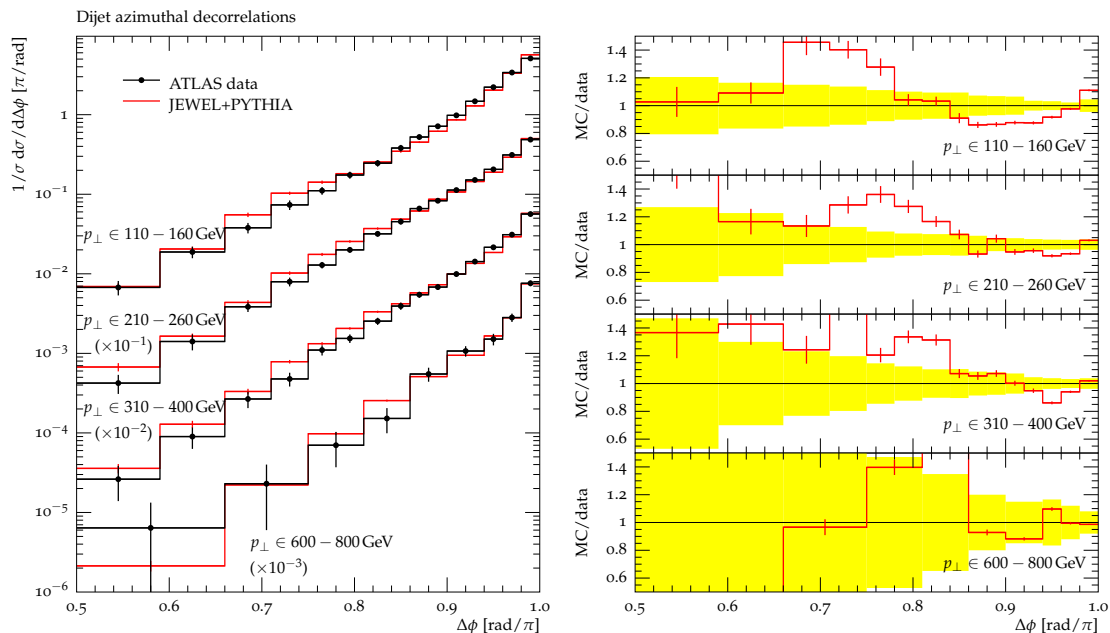 Dijet azimuthal decorrelations
1/σ dσ/dΔϕ [π/rad]
1
10⁻¹
10⁻²
10⁻³
10⁻⁴
10⁻⁵
10⁻⁶
ATLAS data
JEWEL+PYTHIA
p⊥ ∈ 110 − 160 GeV
p⊥ ∈ 210 − 260 GeV
(×10⁻¹)
p⊥ ∈ 310 − 400 GeV
(×10⁻²)
p⊥ ∈ 600 − 800 GeV
(×10⁻³)
0.5 0.6 0.7 0.8 0.9 1.0
Δϕ [rad/π]
MC/data
1.4
1.2
1
0.8
0.6
p⊥ ∈ 110 − 160 GeV
MC/data
1.4
1.2
1
0.8
0.6
p⊥ ∈ 210 − 260 GeV
MC/data
1.4
1.2
1
0.8
0.6
p⊥ ∈ 310 − 400 GeV
MC/data
1.4
1.2
1
0.8
0.6
p⊥ ∈ 600 − 800 GeV
0.5 0.6 0.7 0.8 0.9 1.0
Δϕ [rad/π]